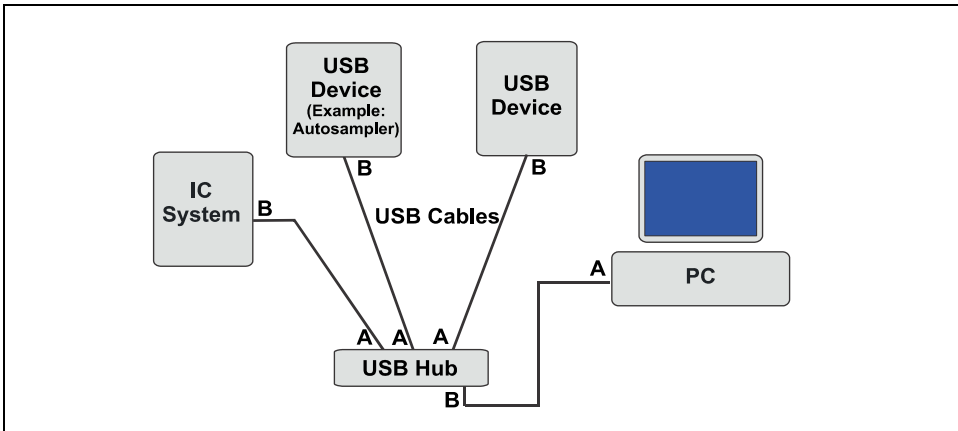 USB
Device
(Example:
Autosampler)
B
USB
Device
B
IC
System
B
USB Cables
A
PC
A
A
A
USB Hub
B